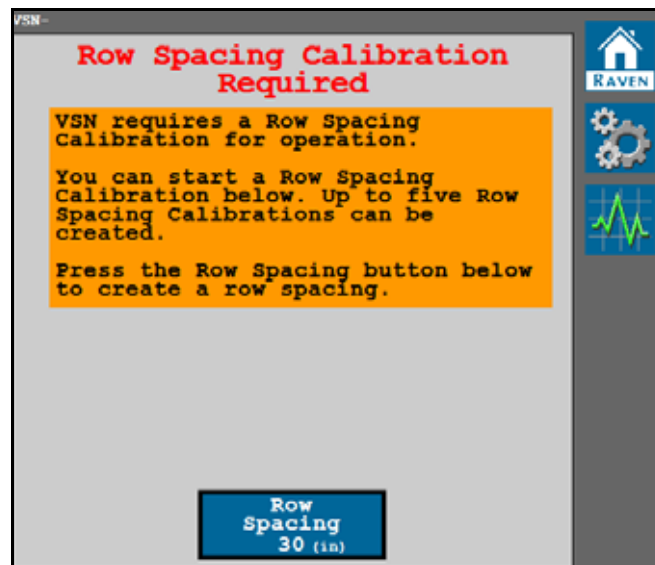 VSN-
Row Spacing Calibration
Required
RAVEN
VSN requires a Row Spacing
Calibration for operation.
You can start a Row Spacing
Calibration below. Up to five Row
Spacing Calibrations can be
created.
Press the Row Spacing button below
to create a row spacing.
Row
Spacing
30 (in)